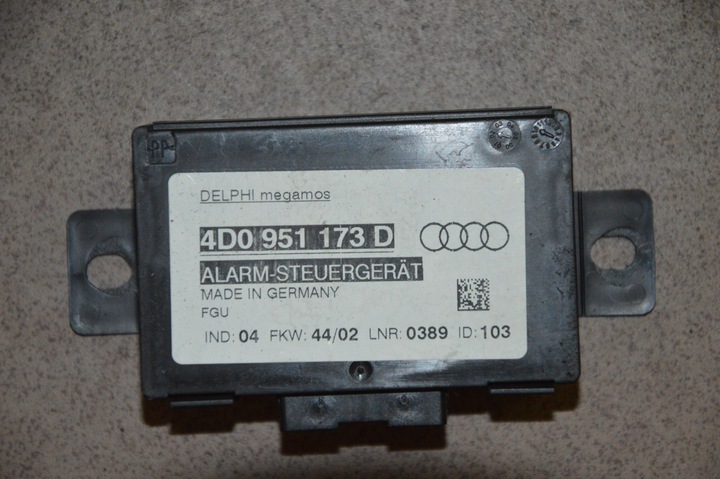 PP
DELPHI megamos
4D0 951 173 D
ALARM-STEUERGERÄT
MADE IN GERMANY
FGU
IND: 04 FKW: 44/02 LNR: 0389 ID: 103